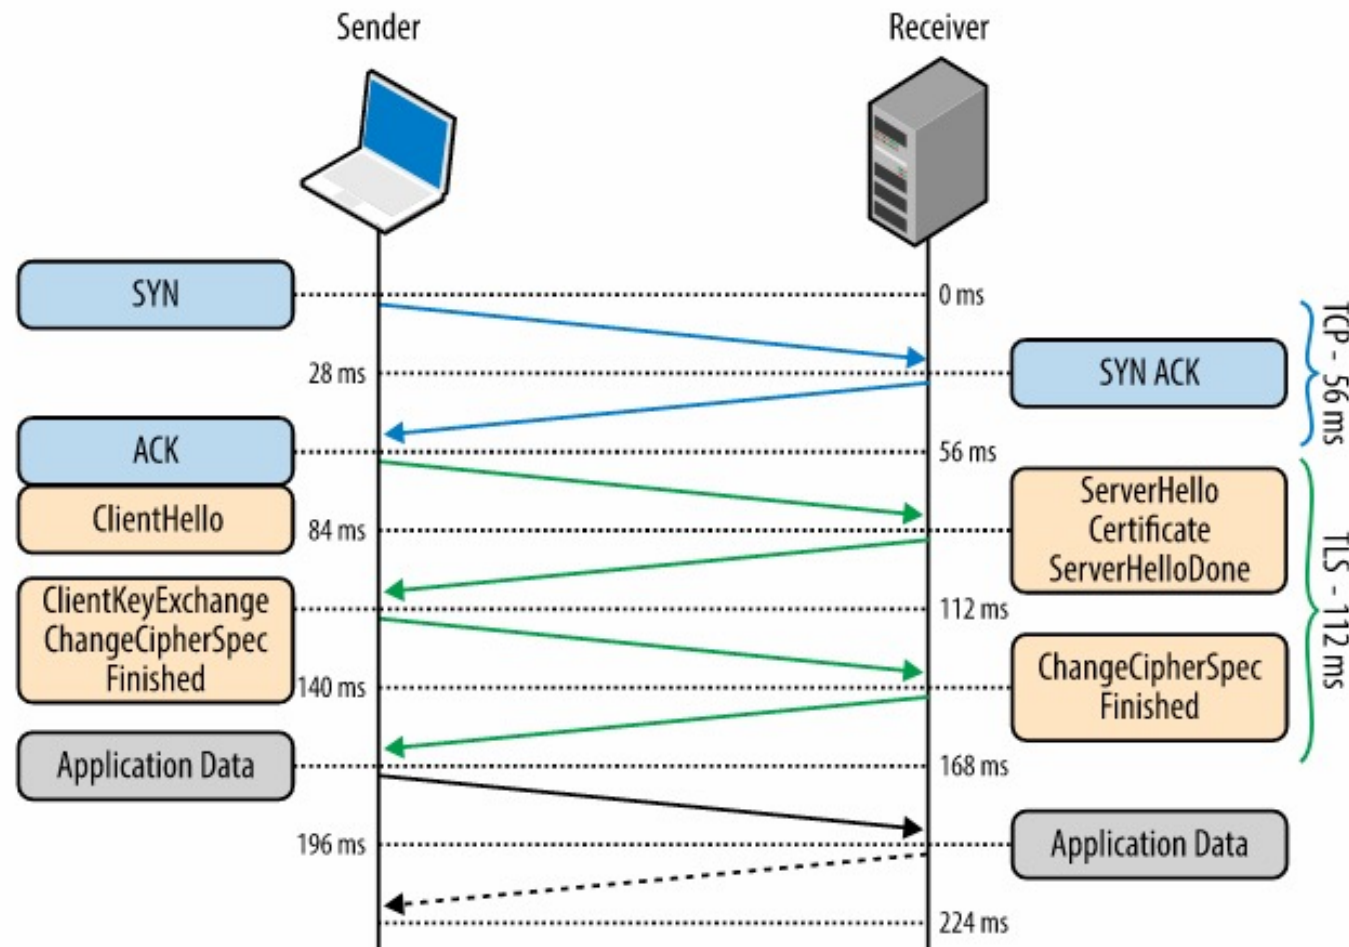 Sender
Receiver
SYN
0 ms
28 ms
SYN ACK
TCP - 56 ms
ACK
56 ms
ClientHello
84 ms
ServerHello
Certificate
ServerHelloDone
ClientKeyExchange
ChangeCipherSpec
Finished
112 ms
TLS - 112 ms
140 ms
ChangeCipherSpec
Finished
Application Data
168 ms
196 ms
Application Data
224 ms